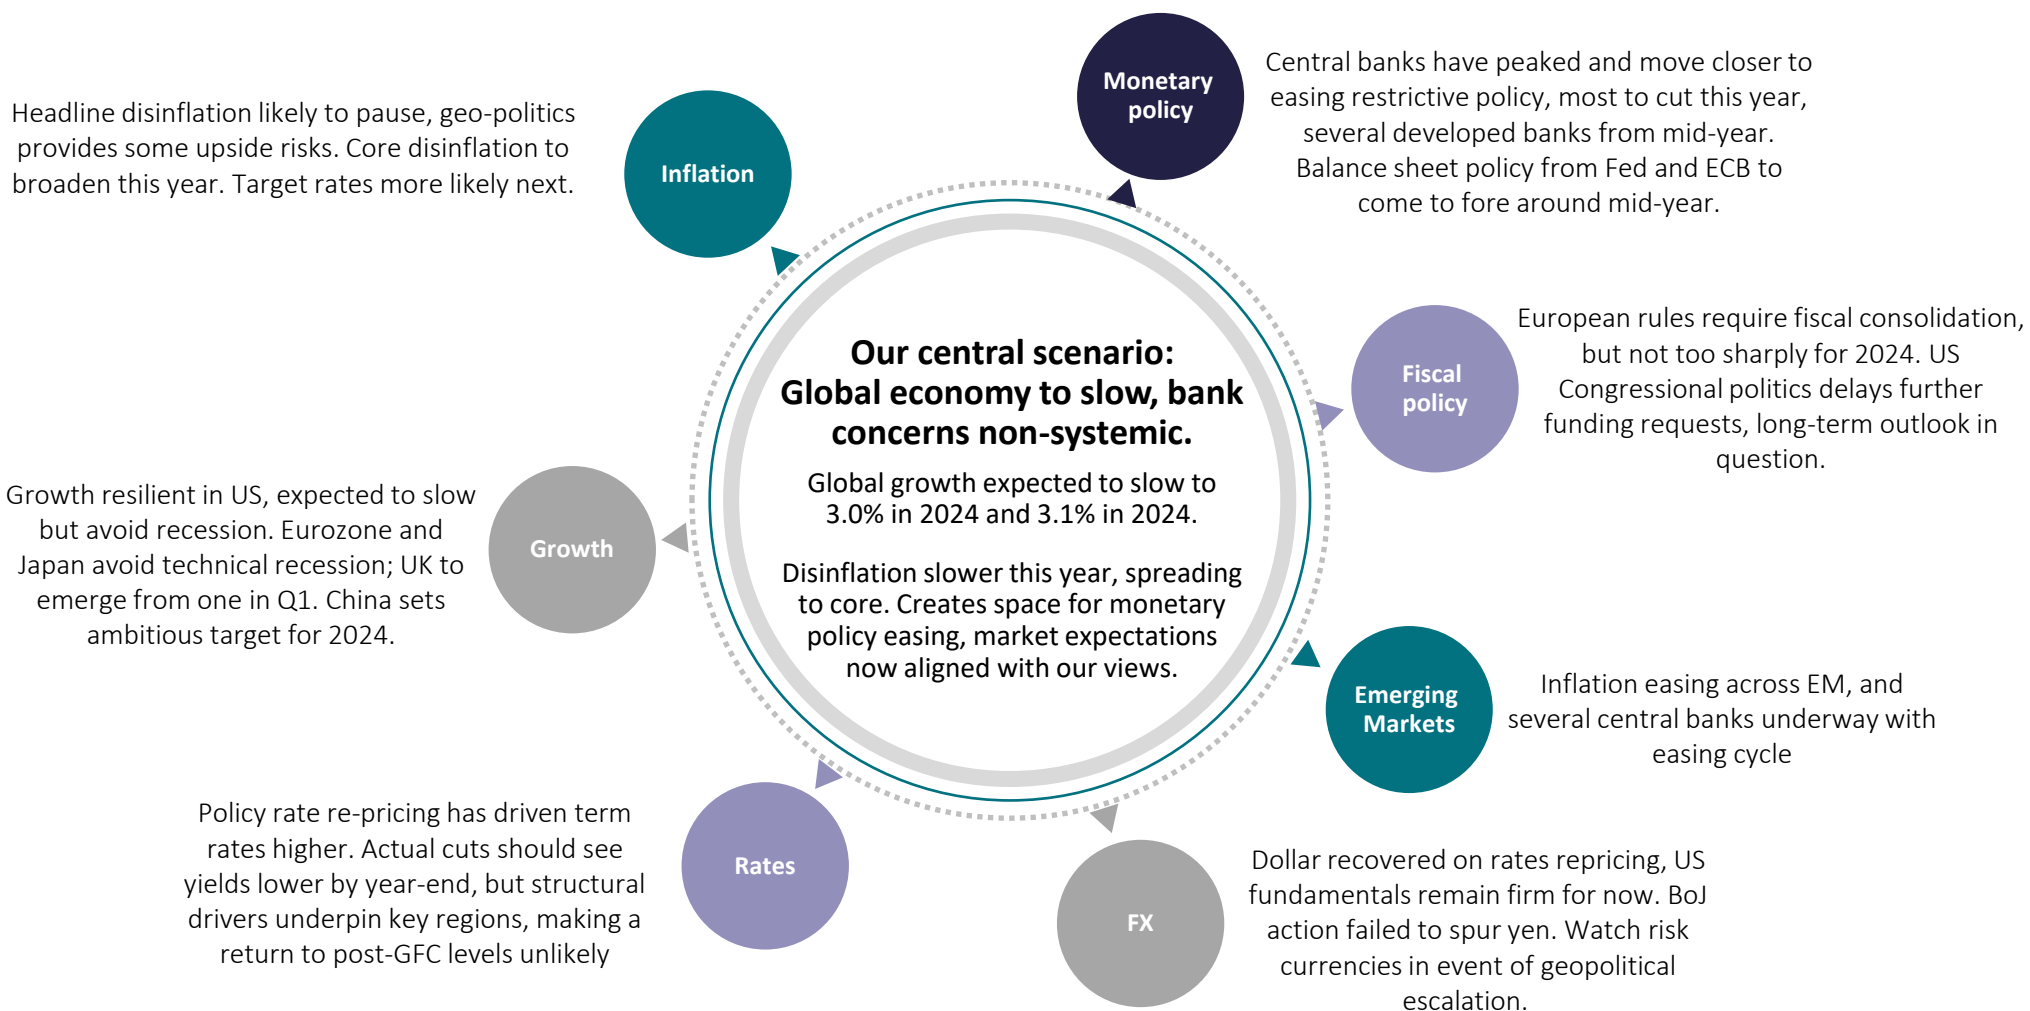 Monetary
policy
Central banks have peaked and move closer to
easing restrictive policy, most to cut this year,
several developed banks from mid-year.
Balance sheet policy from Fed and ECB to
come to fore around mid-year.
Headline disinflation likely to pause, geo-politics
provides some upside risks. Core disinflation to
broaden this year. Target rates more likely next.
Inflation
Our central scenario:
Global economy to slow, bank
concerns non-systemic.
Global growth expected to slow to
3.0% in 2024 and 3.1% in 2024.
Disinflation slower this year, spreading
to core. Creates space for monetary
policy easing, market expectations
now aligned with our views.
Fiscal
policy
European rules require fiscal consolidation,
but not too sharply for 2024. US
Congressional politics delays further
funding requests, long-term outlook in
question.
Growth resilient in US, expected to slow
but avoid recession. Eurozone and
Japan avoid technical recession; UK to
emerge from one in Q1. China sets
ambitious target for 2024.
Growth
Emerging
Markets
Inflation easing across EM, and
several central banks underway with
easing cycle
Policy rate re-pricing has driven term
rates higher. Actual cuts should see
yields lower by year-end, but structural
drivers underpin key regions, making a
return to post-GFC levels unlikely
Rates
FX
Dollar recovered on rates repricing, US
fundamentals remain firm for now. BoJ
action failed to spur yen. Watch risk
currencies in event of geopolitical
escalation.